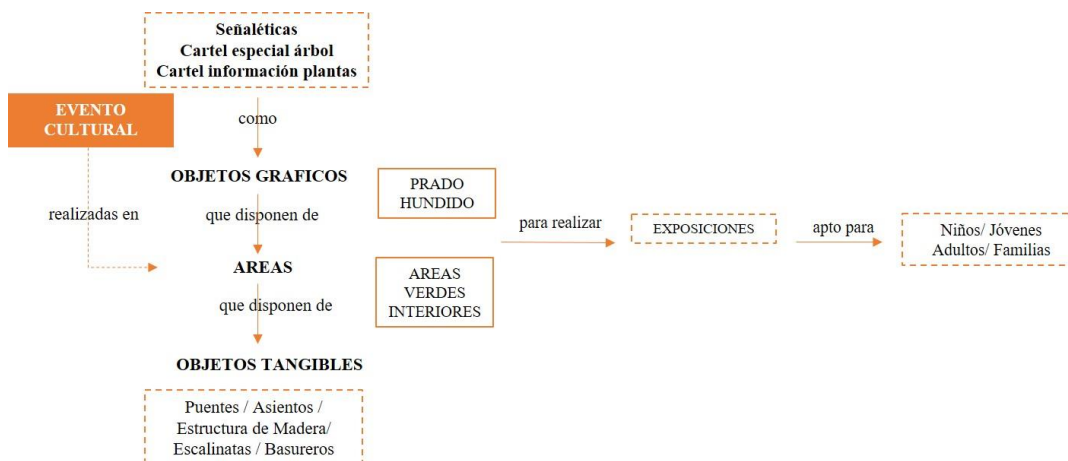 Señaléticas
Cartel especial árbol
Cartel información plantas
EVENTO
CULTURAL
como
OBJETOS GRAFICOS
PRADO
HUNDIDO
realizadas en
que disponen de
para realizar
EXPOSICIONES
apto para
Niños/ Jóvenes
Adultos/ Familias
AREAS
AREAS
VERDES
INTERIORES
que disponen de
OBJETOS TANGIBLES
Puentes / Asientos /
Estructura de Madera/
Escalinatas / Basureros